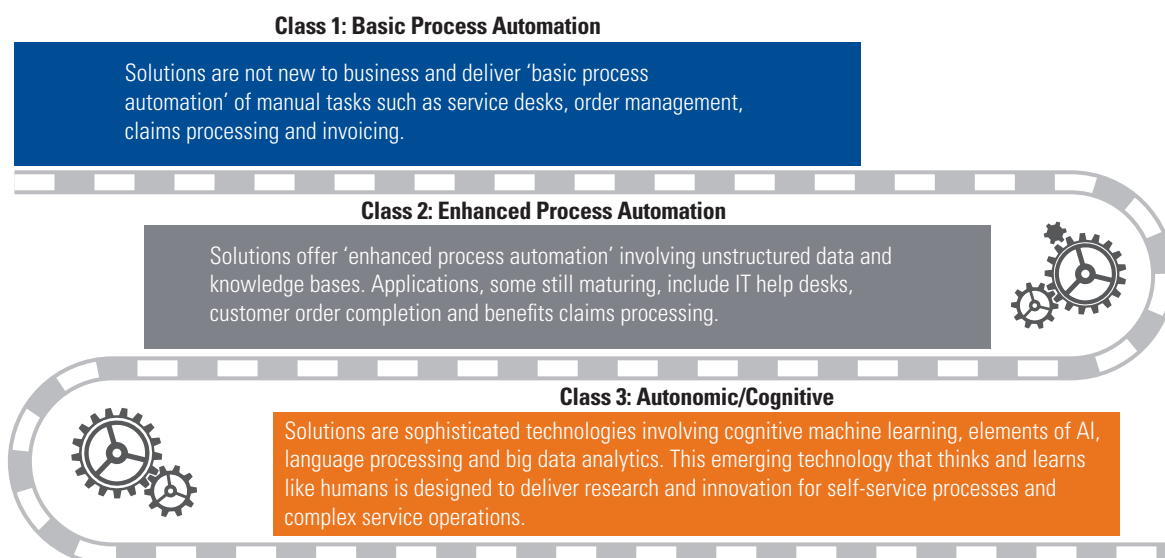 Class 1: Basic Process Automation
Solutions are not new to business and deliver ‘basic process
automation’ of manual tasks such as service desks, order management,
claims processing and invoicing.
Class 2: Enhanced Process Automation
Solutions offer ‘enhanced process automation’ involving unstructured data and
knowledge bases. Applications, some still maturing, include IT help desks,
customer order completion and benefits claims processing.
Class 3: Autonomic/Cognitive
Solutions are sophisticated technologies involving cognitive machine learning, elements of AI,
language processing and big data analytics. This emerging technology that thinks and learns
like humans is designed to deliver research and innovation for self-service processes and
complex service operations.